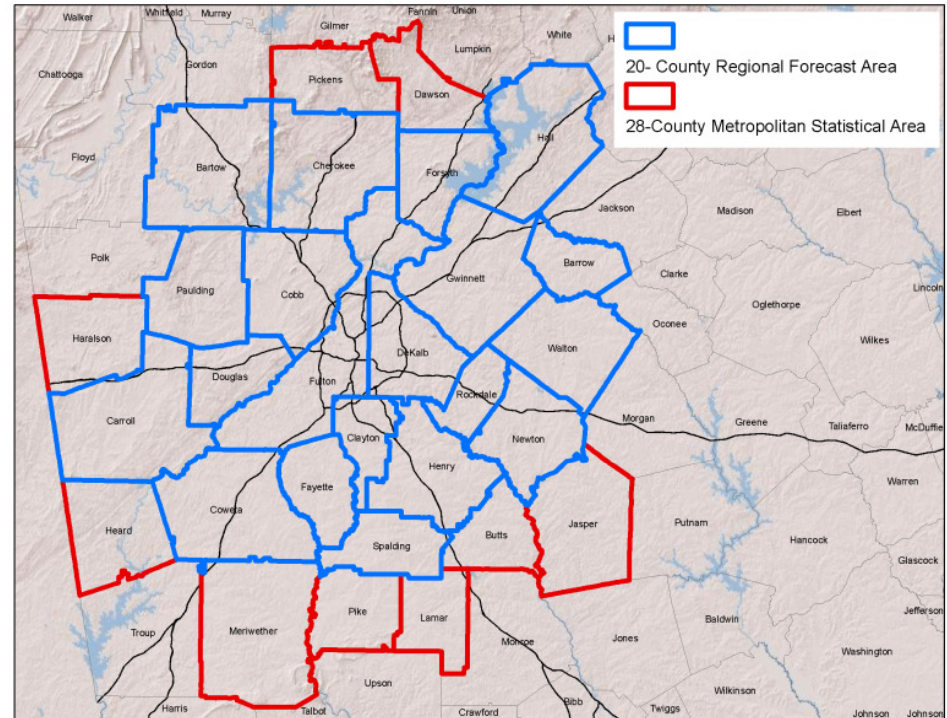 Walker
Whitfield
Murray
Fannin
Union
Gilmer
White
H
Lumpkin
20- County Regional Forecast Area
28-County Metropolitan Statistical Area
Gordon
Chattooga
Pickens
Dawson
Hall
Floyd
Bartow
Cherokee
Forsyth
Jackson
Madison
Elbert
Polk
Barrow
Clarke
Paulding
Cobb
Gwinnett
Lincoln
Oglethorpe
Oconee
Haralson
Walton
Wilkes
DeKalb
Douglas
Fulton
Rockdale
Carroll
Morgan
Greene
Taliaferro
McDuffie
Clayton
Newton
Henry
Warren
Fayette
Coweta
Jasper
Putnam
Heard
Butts
Hancock
Spalding
Glascock
Pike
Lamar
Jefferson
Meriwether
Baldwin
Troup
Monroe
Jones
Washington
Upson
Wilkinson
Bibb
Harris
Talbot
Crawford
Twiggs
Johnson
Johnson